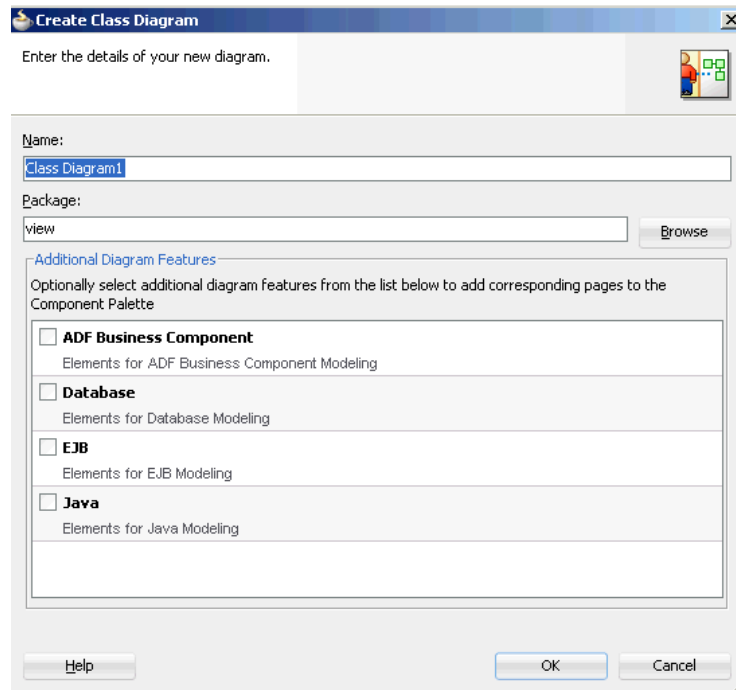 Create Class Diagram
Enter the details of your new diagram.
Name:
Class Diagram1
Package:
view
Browse
Additional Diagram Features
Optionally select additional diagram features from the list below to add corresponding pages to the
Component Palette
ADF Business Component
Elements for ADF Business Component Modeling
Database
Elements for Database Modeling
EJB
Elements for EJB Modeling
Java
Elements for Java Modeling
Help
OK
Cancel